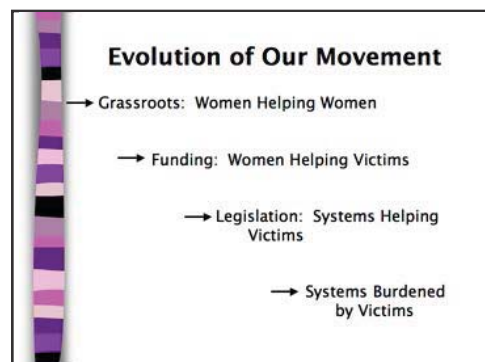 Evolution of Our Movement
→ Grassroots: Women Helping Women
→ Funding: Women Helping Victims
→ Legislation: Systems Helping
Victims
→ Systems Burdened
by Victims